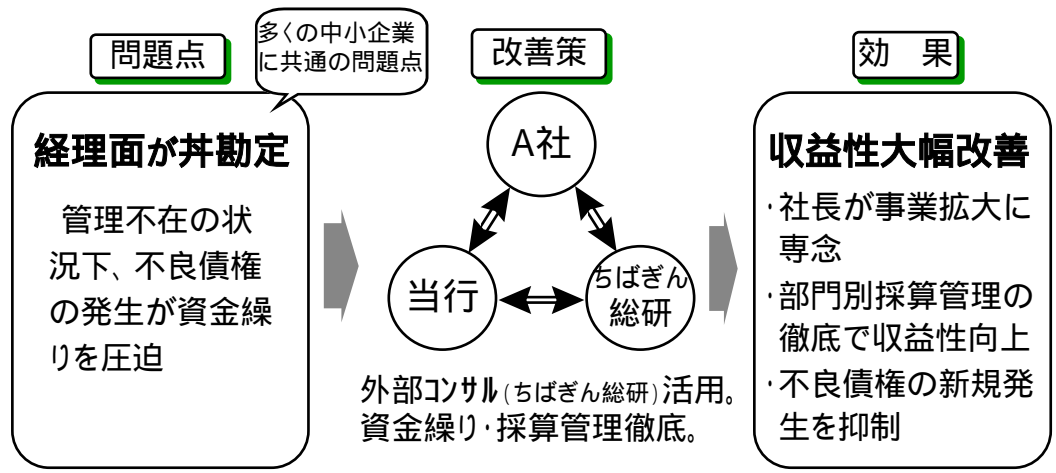 問題点
多くの中小企業
に共通の問題点
経理面が丼勘定
管理不在の状
況下、不良債権
の発生が資金繰
りを圧迫
改善策
A社
当行
ちばぎん
総研
外部コンサル(ちばぎん総研)活用。
資金繰り・採算管理徹底。
効　果
収益性大幅改善
・社長が事業拡大に
専念
・部門別採算管理の
徹底で収益性向上
・不良債権の新規発
生を抑制